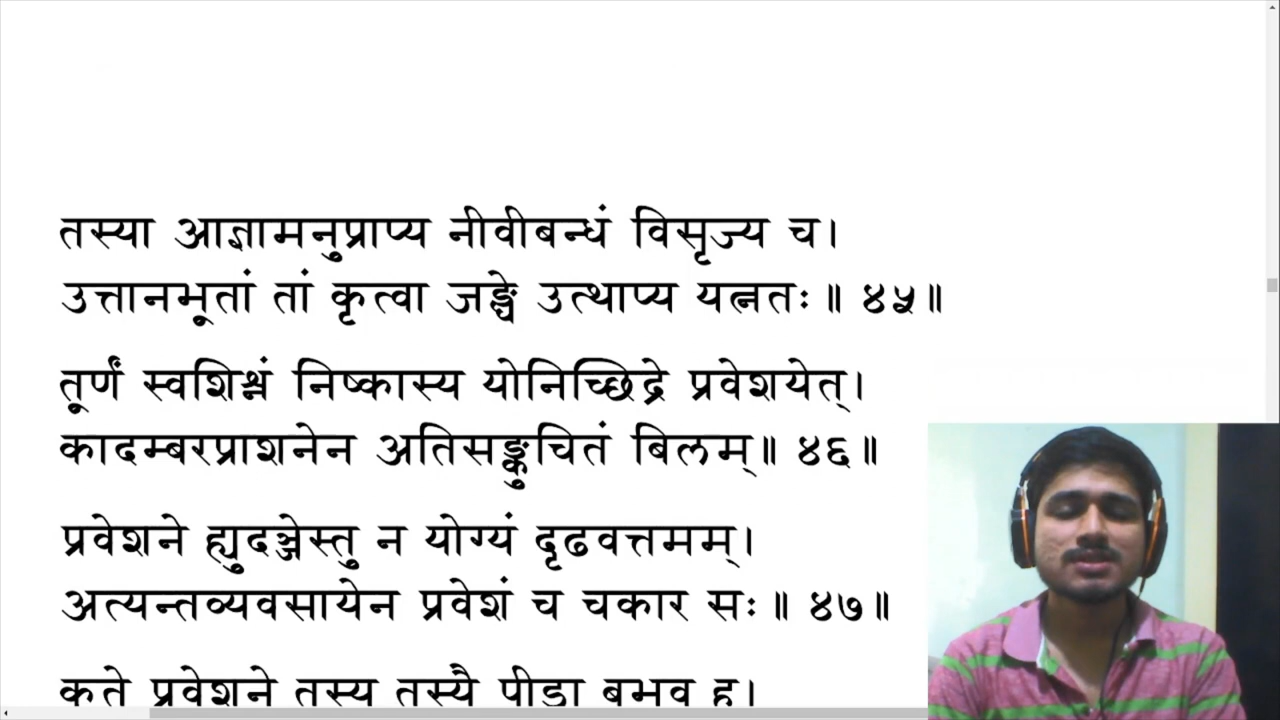 तस्या आज्ञामनुप्राप्य नीवीबन्धं विसृज्य च।
उत्तानभूतां तां कृत्वा जङ्घे उत्थाप्य यत्नतः॥ ४५॥
तूर्णं स्वशिश्नं निष्कास्य योनिच्छिद्रे प्रवेशयेत्।
कादम्बरप्राशनेन अतिसङ्कुचितं बिलम्॥ ४६॥
प्रवेशने ह्युदञ्जेस्तु न योग्यं दृढवत्तमम्।
अत्यन्तव्यवसायेन प्रवेशं च चकार सः॥ ४७॥
कृते प्रवेशने तस्य तस्यै पीडा बभूव ह।